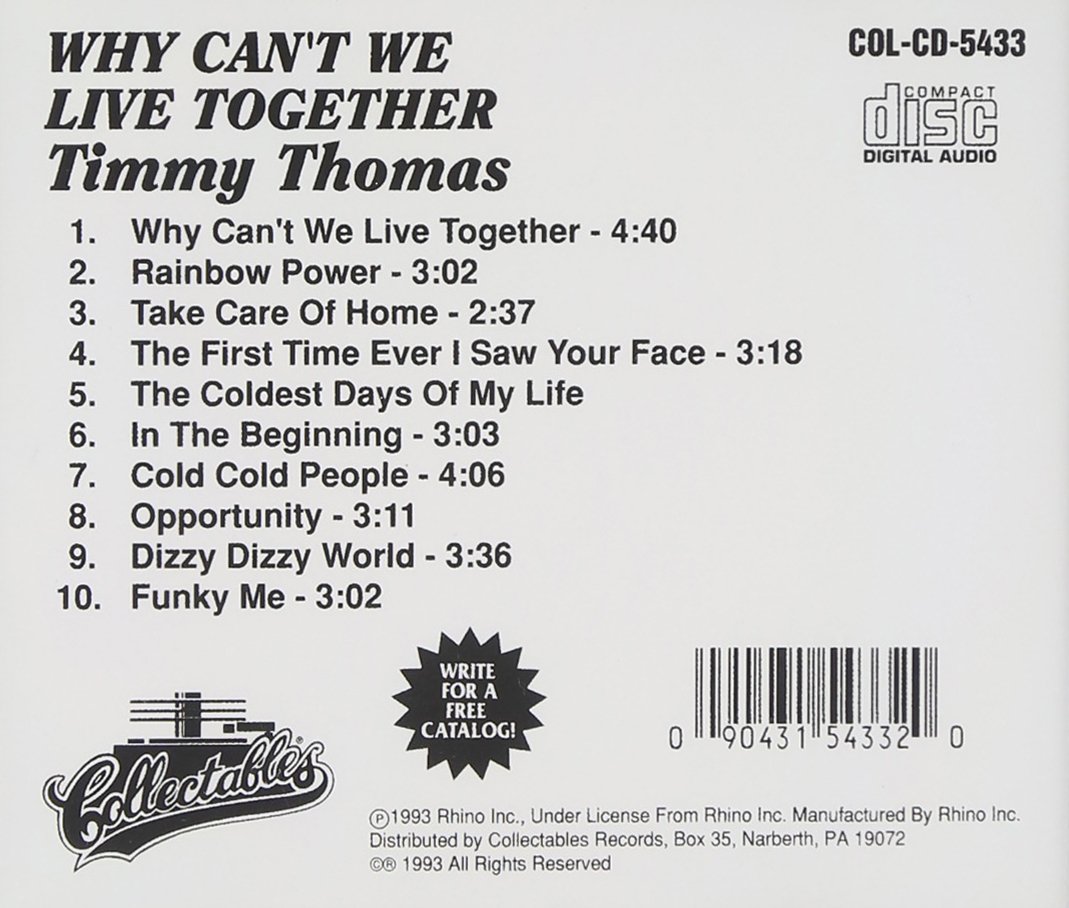 WHY CAN'T WE
LIVE TOGETHER
Timmy Thomas
COL-CD-5433
COMPACT
disc
DIGITAL AUDIO
1. Why Can't We Live Together - 4:40
2. Rainbow Power - 3:02
3. Take Care Of Home - 2:37
4. The First Time Ever I Saw Your Face - 3:18
5. The Coldest Days Of My Life
6. In The Beginning - 3:03
7. Cold Cold People - 4:06
8. Opportunity - 3:11
9. Dizzy Dizzy World - 3:36
10. Funky Me - 3:02
WRITE
FOR A
FREE
CATALOG!
0 90431 54332 0
Collectables®
Ⓟ1993 Rhino Inc., Under License From Rhino Inc. Manufactured By Rhino Inc.
Distributed by Collectables Records, Box 35, Narberth, PA 19072
©® 1993 All Rights Reserved